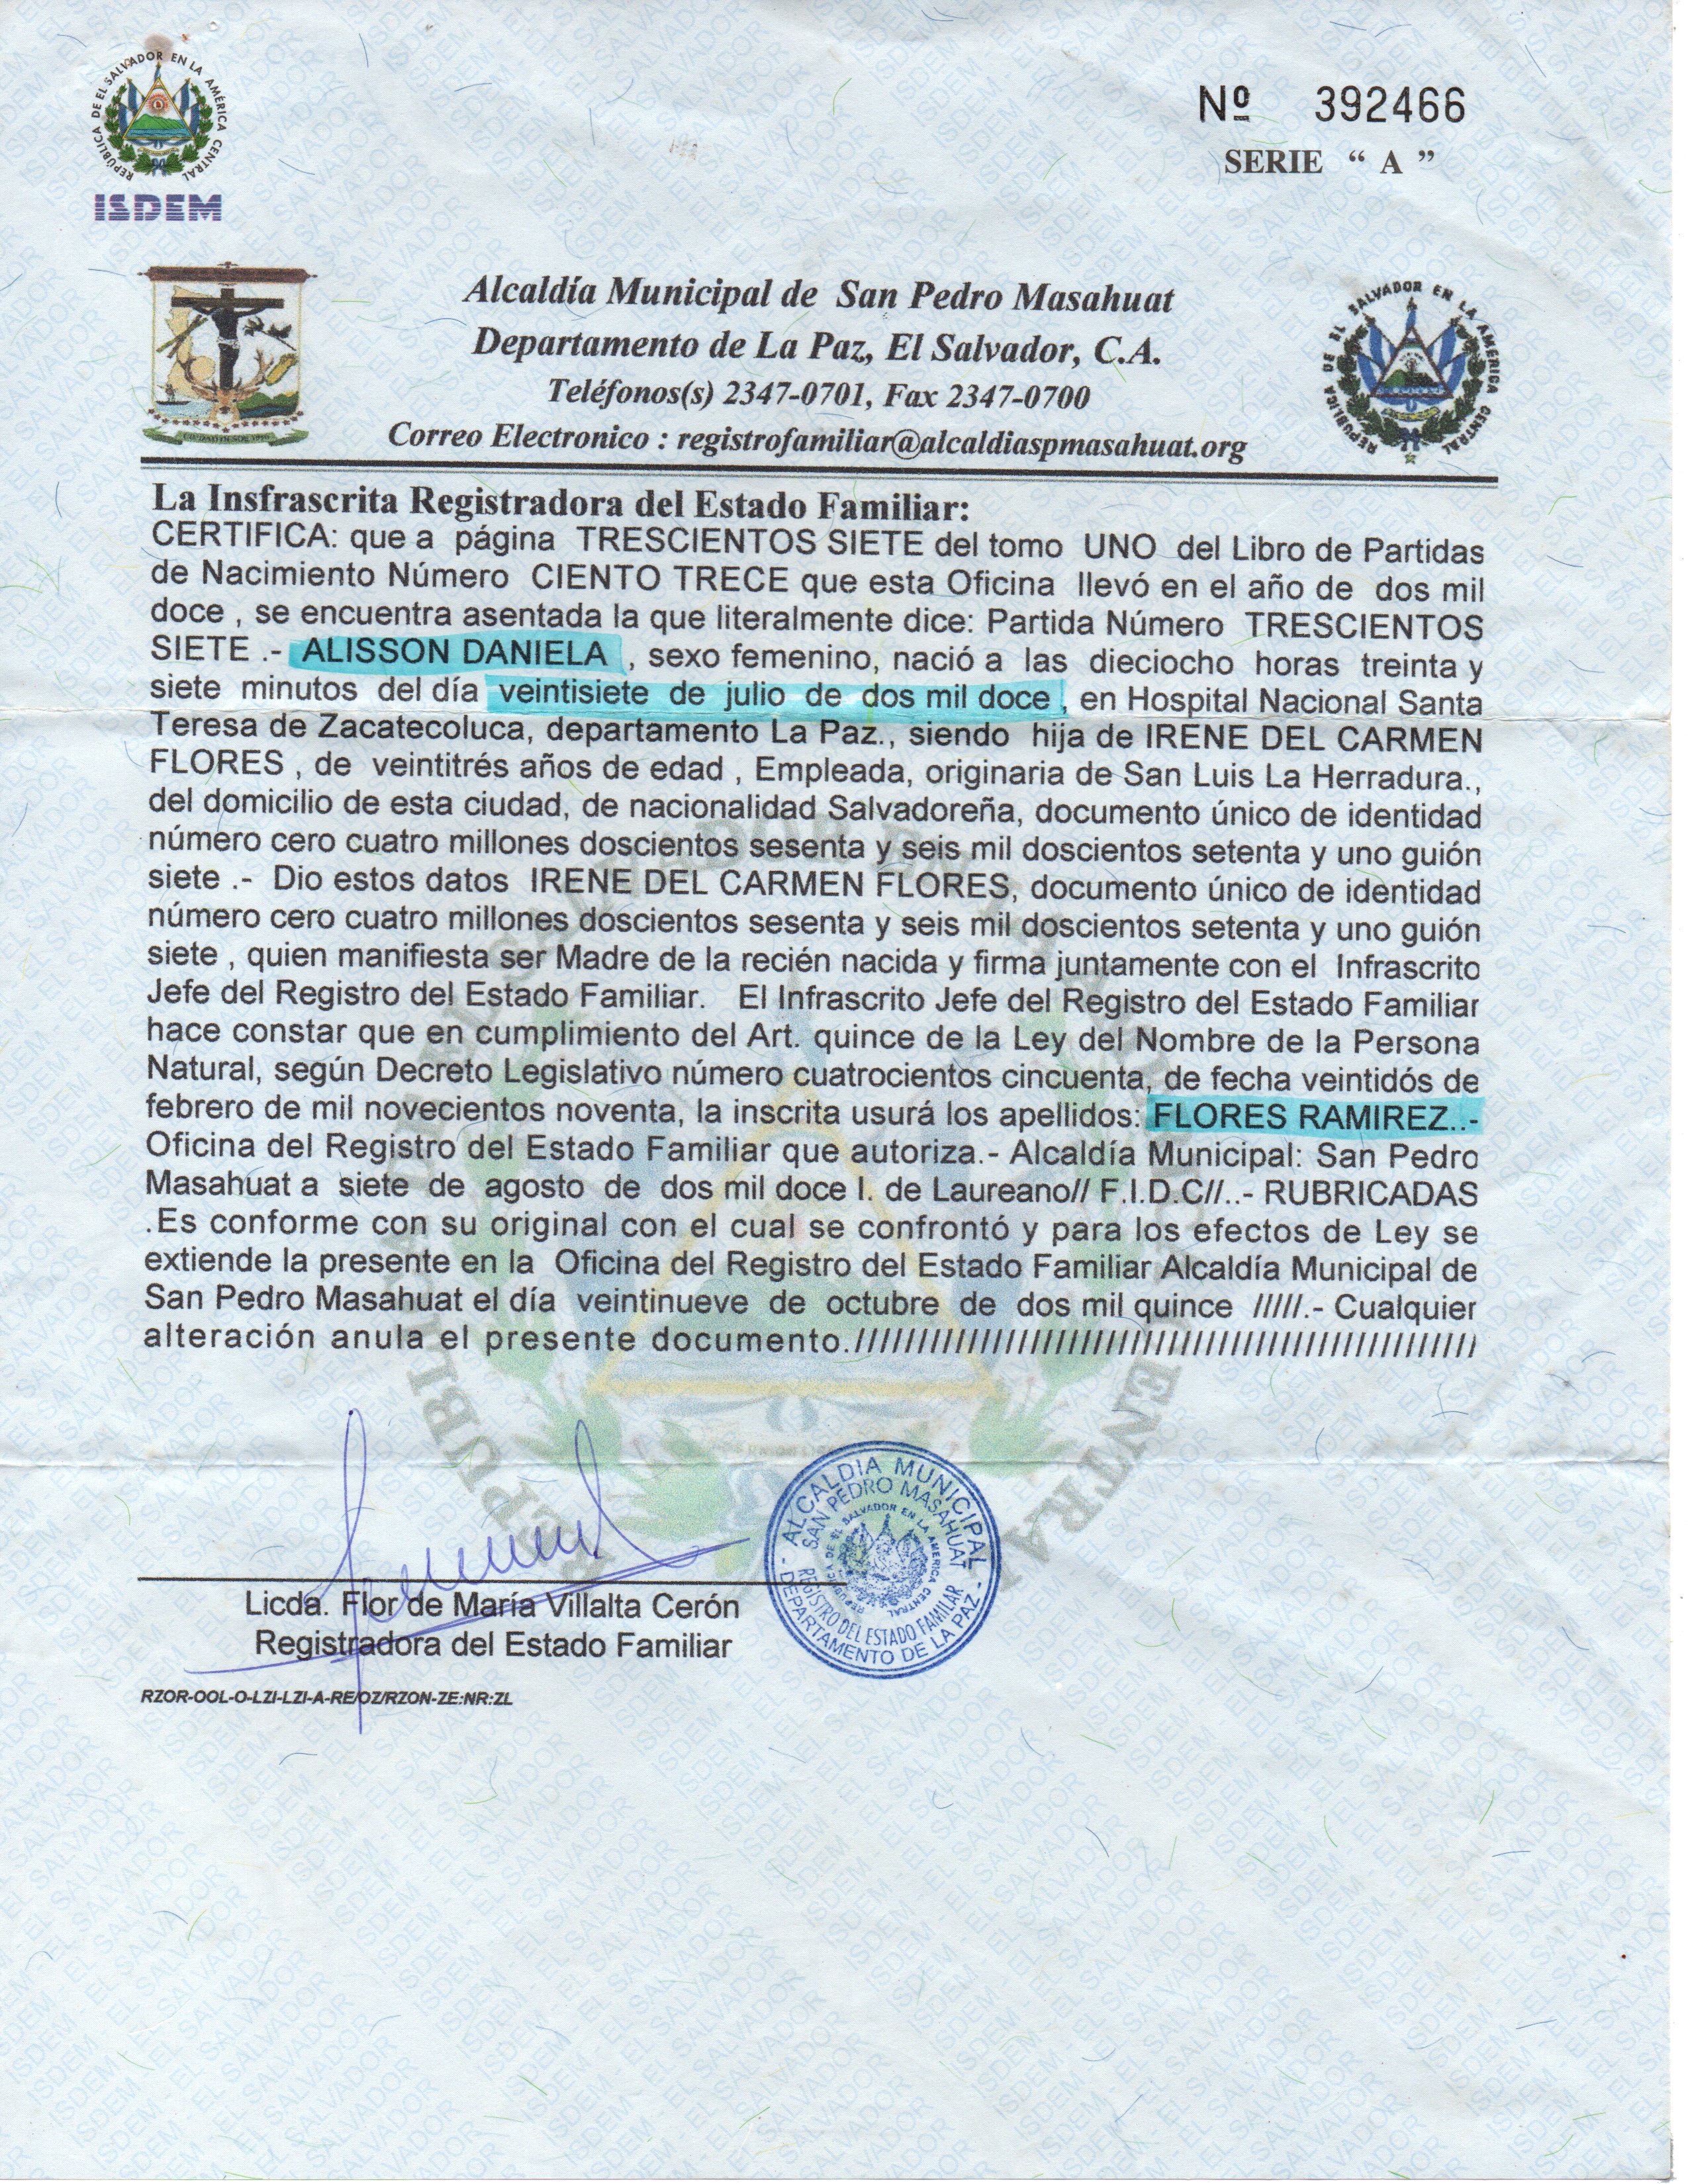 REPÚBLICA DE EL SALVADOR EN LA AMÉRICA CENTRAL
ISDEM
Nº 392466
SERIE “ A ”
Alcaldía Municipal de San Pedro Masahuat
Departamento de La Paz, El Salvador, C.A.
Teléfonos(s) 2347-0701, Fax 2347-0700
Correo Electronico : registrofamiliar@alcaldiaspmasahuat.org
REPUBLICA DE EL SALVADOR EN LA AMERICA CENTRAL
La Insfrascrita Registradora del Estado Familiar:
CERTIFICA: que a página TRESCIENTOS SIETE del tomo UNO del Libro de Partidas
de Nacimiento Número CIENTO TRECE que esta Oficina llevó en el año de dos mil
doce , se encuentra asentada la que literalmente dice: Partida Número TRESCIENTOS
SIETE .- ALISSON DANIELA , sexo femenino, nació a las dieciocho horas treinta y
siete minutos del día veintisiete de julio de dos mil doce , en Hospital Nacional Santa
Teresa de Zacatecoluca, departamento La Paz., siendo hija de IRENE DEL CARMEN
FLORES , de veintitrés años de edad , Empleada, originaria de San Luis La Herradura.,
del domicilio de esta ciudad, de nacionalidad Salvadoreña, documento único de identidad
número cero cuatro millones doscientos sesenta y seis mil doscientos setenta y uno guión
siete .- Dio estos datos IRENE DEL CARMEN FLORES, documento único de identidad
número cero cuatro millones doscientos sesenta y seis mil doscientos setenta y uno guión
siete , quien manifiesta ser Madre de la recién nacida y firma juntamente con el Infrascrito
Jefe del Registro del Estado Familiar. El Infrascrito Jefe del Registro del Estado Familiar
hace constar que en cumplimiento del Art. quince de la Ley del Nombre de la Persona
Natural, según Decreto Legislativo número cuatrocientos cincuenta, de fecha veintidós de
febrero de mil novecientos noventa, la inscrita usurá los apellidos: FLORES RAMIREZ..-
Oficina del Registro del Estado Familiar que autoriza.- Alcaldía Municipal: San Pedro
Masahuat a siete de agosto de dos mil doce I. de Laureano// F.I.D.C//..- RUBRICADAS
.Es conforme con su original con el cual se confrontó y para los efectos de Ley se
extiende la presente en la Oficina del Registro del Estado Familiar Alcaldía Municipal de
San Pedro Masahuat el día veintinueve de octubre de dos mil quince /////.- Cualquier
alteración anula el presente documento.//////////////////////////////////////////////////
Licda. Flor de María Villalta Cerón
Registradora del Estado Familiar
ALCALDIA MUNICIPAL
SAN PEDRO MASAHUAT
REPUBLICA DE EL SALVADOR EN LA AMERICA CENTRAL
REGISTRO DEL ESTADO FAMILIAR
- DEPARTAMENTO DE LA PAZ -
RZOR-OOL-O-LZI-LZI-A-RE/OZ/RZON-ZE:NR:ZL